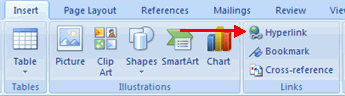 Insert Page Layout References Mailings Review View
Hyperlink
Bookmark
Cross-reference
Table Picture Clip Art Shapes SmartArt Chart
Tables Illustrations Links